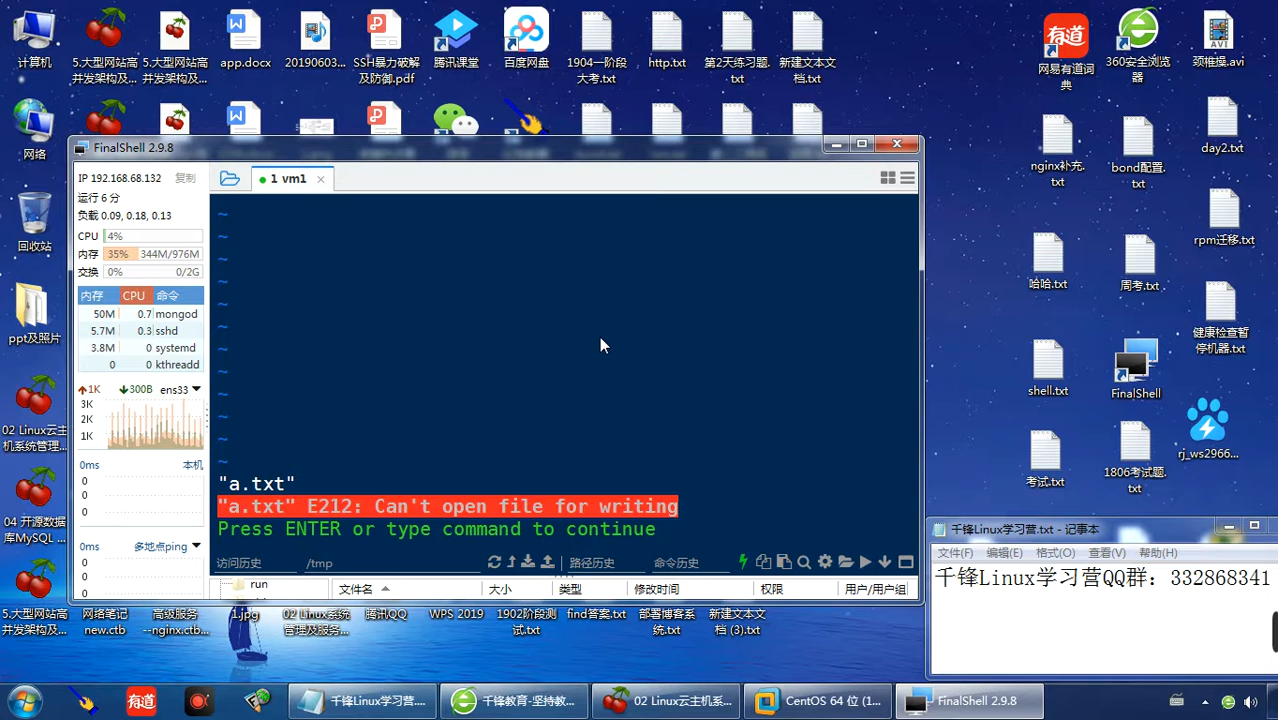 计算机
5.大型网站高
并发架构及...
5.大型网站高
并发架构及...
app.docx
20190603...
SSH暴力破解
及防御.pdf
腾讯课堂
百度网盘
1904一阶段
大考.txt
http.txt
第2天练习题.
txt
新建文本文
档.txt
网易有道词
典
360安全浏览
器
颈椎操.avi
网络
回收站
ppt及照片
02 Linux云主
机系统管理...
04 开源数据
库MySQL ...
5.大型网站高
并发架构及...
nginx补充.
txt
bond配置.
txt
day2.txt
哈哈.txt
周考.txt
rpm迁移.txt
shell.txt
FinalShell
健康检查暂
停机器.txt
考试.txt
1806考试题.
txt
rj_ws2966...
FinalShell 2.9.8
IP 192.168.68.132 复制
运行 6 分
负载 0.09, 0.18, 0.13
CPU 4%
内存 35% 344M/976M
交换 0% 0/2G
内存 CPU 命令
50M 0.7 mongod
5.7M 0.3 sshd
3.8M 0 systemd
0 0 kthreadd
1K 300B ens33
3K
2K
1K
0ms 本机
0
0
0
0ms 多地点ping
0
0
0
1 vm1
~
~
~
~
~
~
~
~
~
~
~
~
"a.txt"
"a.txt" E212: Can't open file for writing
Press ENTER or type command to continue
访问历史 /tmp 路径历史 命令历史
run
文件名 大小 类型 修改时间 权限 用户/用户组
千锋Linux学习营.txt - 记事本
文件(F) 编辑(E) 格式(O) 查看(V) 帮助(H)
千锋Linux学习营QQ群：332868341
网络笔记
new.ctb
高级服务
--nginx.ctb...
1.jpg
02 Linux系统
管理及服务...
腾讯QQ
WPS 2019
1902阶段测
试.txt
find答案.txt
部署博客系
统.txt
新建文本文
档 (3).txt
有道
千锋Linux学习营....
千锋教育-坚持教...
02 Linux云主机系...
CentOS 64 位 (1...
FinalShell 2.9.8